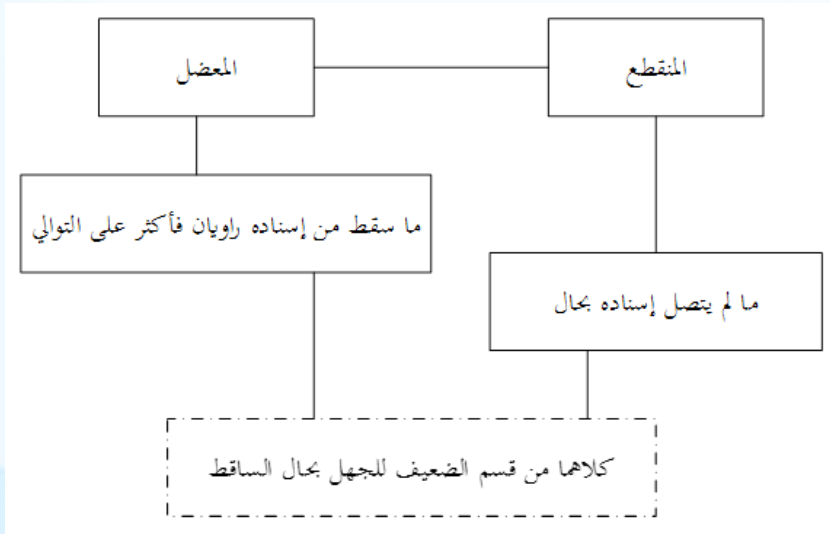 المنقطع
المعضل
ما سقط من إسناده راويان فأكثر على التوالي
ما لم يتصل إسناده بحال
كلاهما من قسم الضعيف للجهل بحال الساقط